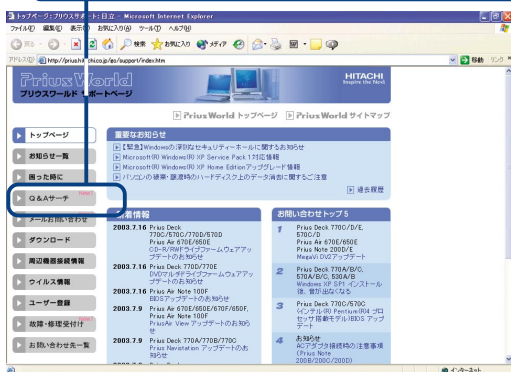 トップページ:プリウスサポート:日立 - Microsoft Internet Explorer
ファイル(F) 編集(E) 表示(V) お気に入り(A) ツール(T) ヘルプ(H)
戻る 検索 お気に入り メディア
アドレス(D) http://prius.hitachi.co.jp/go/support/index.htm 移動 リンク
Prius World
プリウスワールド サポートページ
HITACHI
Inspire the Next
Prius World トップページ Prius World サイトマップ
トップページ
お知らせ一覧
困った時に
Q&Aサーチ
メールお問い合わせ
ダウンロード
周辺機器接続情報
ウイルス情報
ユーザー登録
故障・修理受付け
お問い合わせ先一覧
重要なお知らせ
【緊急】Windowsの深刻なセキュリティーホールに関するお知らせ
Microsoft(R) Windows(R) XP Service Pack 1対応情報
Microsoft(R) Windows(R) XP Home Editionアップグレード情報
パソコンの廃棄・譲渡時のハードディスク上のデータ消去に関するご注意
過去履歴
新着情報
2003.7.16 Prius Deck
770C/570C/770D/570D
Prius Air 670E/650E
CD-R/RWドライブファームウェアアップデートのお知らせ
2003.7.16 Prius Deck 770D/770E
DVDマルチドライブファームウェアアップデートのお知らせ
2003.7.16 Prius Air Note 100F
BIOSアップデートのお知らせ
2003.7.9 Prius Air 670E/650E/670F/650F,
Prius Air Note 100F
PriusAir View アップデートのお知らせ
2003.7.9 Prius Deck 770A/770B/770C
Prius Navistation アップデートのお知らせ
お問い合わせトップ5
1 Prius Deck 770C/D/E,
570C/D
Prius Air 670E/650E
Prius Note 200D/E
MegaVi DV2アップデート
2 Prius Deck 770A/B/C,
570A/B/C, 530A/B
Windows XP SP1 インストール後、音が出なくなる
3 Prius Deck 770C/570C
(インテル(R) Pentium(R)4 プロセッサ搭載モデル)BIOS アップデート
4 お知らせ
ACアダプタ接続時の注意事項
(Prius Note
200B/200C/200D)
インターネット